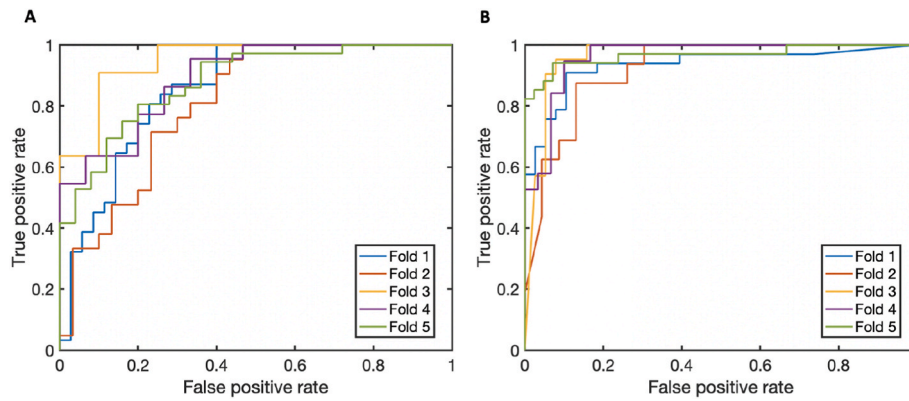 A
True positive rate
1
0.8
0.6
0.4
0.2
0
0 0.2 0.4 0.6 0.8 1
False positive rate
Fold 1
Fold 2
Fold 3
Fold 4
Fold 5
B
True positive rate
1
0.8
0.6
0.4
0.2
0
0 0.2 0.4 0.6 0.8
False positive rate
Fold 1
Fold 2
Fold 3
Fold 4
Fold 5